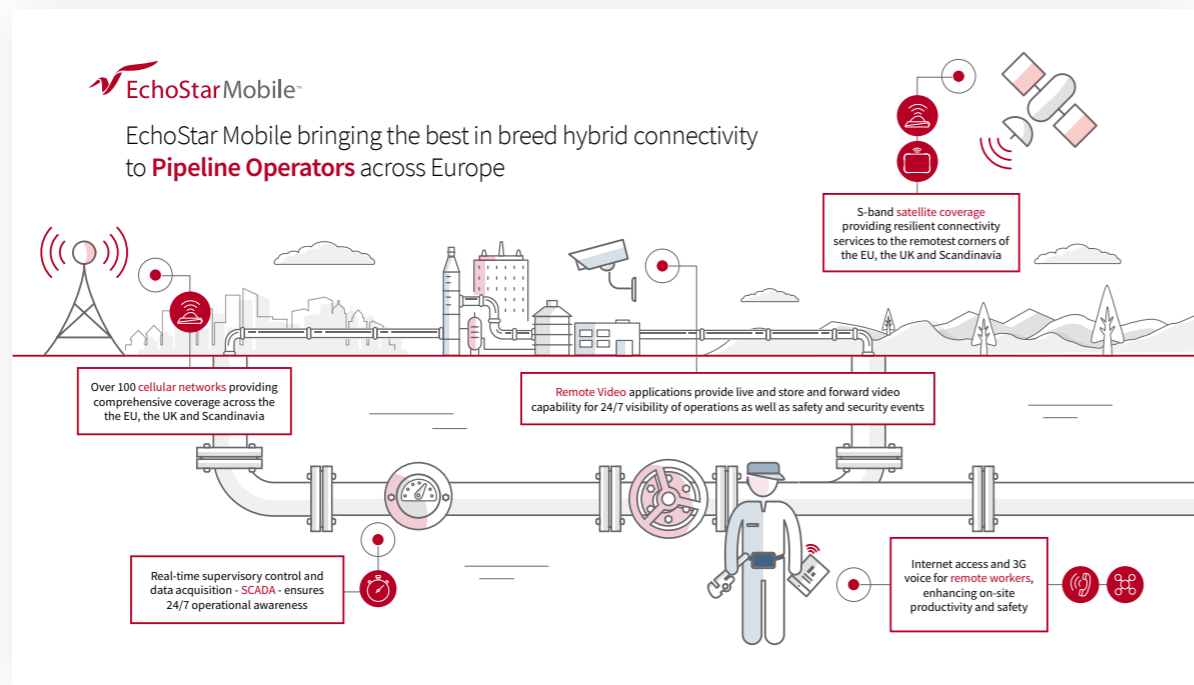 EchoStar Mobile™
EchoStar Mobile bringing the best in breed hybrid connectivity
to Pipeline Operators across Europe
S-band satellite coverage
providing resilient connectivity
services to the remotest corners of
the EU, the UK and Scandinavia
Over 100 cellular networks providing
comprehensive coverage across the
the EU, the UK and Scandinavia
Remote Video applications provide live and store and forward video
capability for 24/7 visibility of operations as well as safety and security events
Real-time supervisory control and
data acquisition - SCADA - ensures
24/7 operational awareness
Internet access and 3G
voice for remote workers,
enhancing on-site
productivity and safety